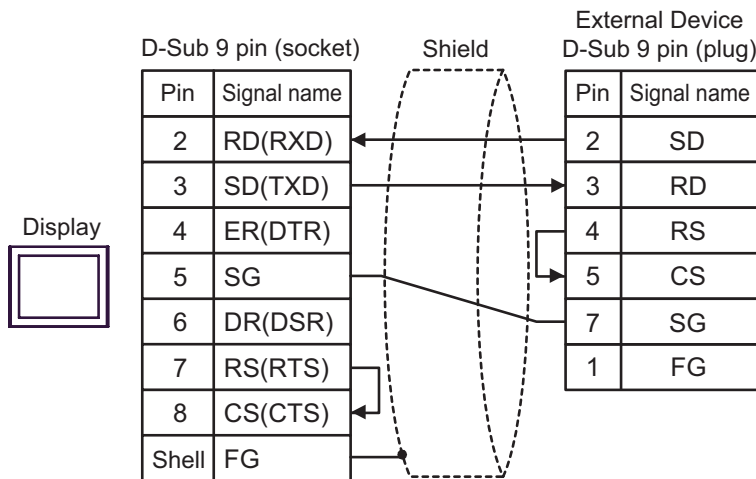 External Device
D-Sub 9 pin (socket) Shield D-Sub 9 pin (plug)
Pin Signal name Pin Signal name
2 RD(RXD) 2 SD
3 SD(TXD) 3 RD
Display 4 ER(DTR) 4 RS
5 SG 5 CS
6 DR(DSR) 7 SG
7 RS(RTS) 1 FG
8 CS(CTS)
Shell FG